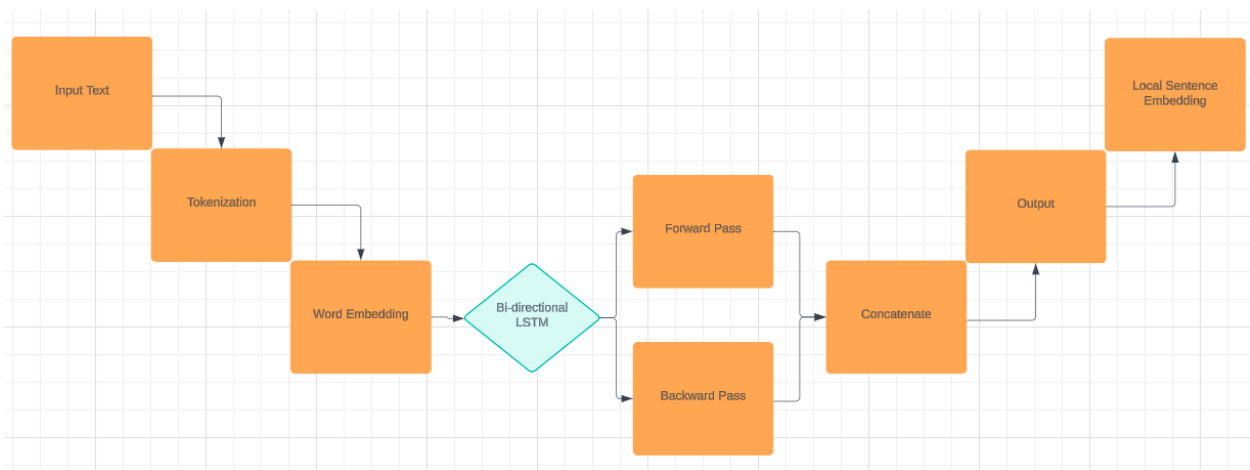 Input Text
Tokenization
Word Embedding
Bi-directional
LSTM
Forward Pass
Backward Pass
Concatenate
Output
Local Sentence
Embedding